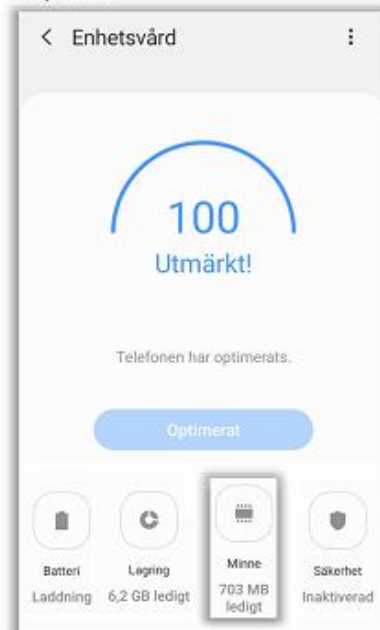 Enhetsvård
100
Utmärkt!
Telefonen har optimerats.
Optimerat
Batteri
Laddning
Lagring
6,2 GB ledigt
Minne
703 MB
ledigt
Säkerhet
Inaktiverad